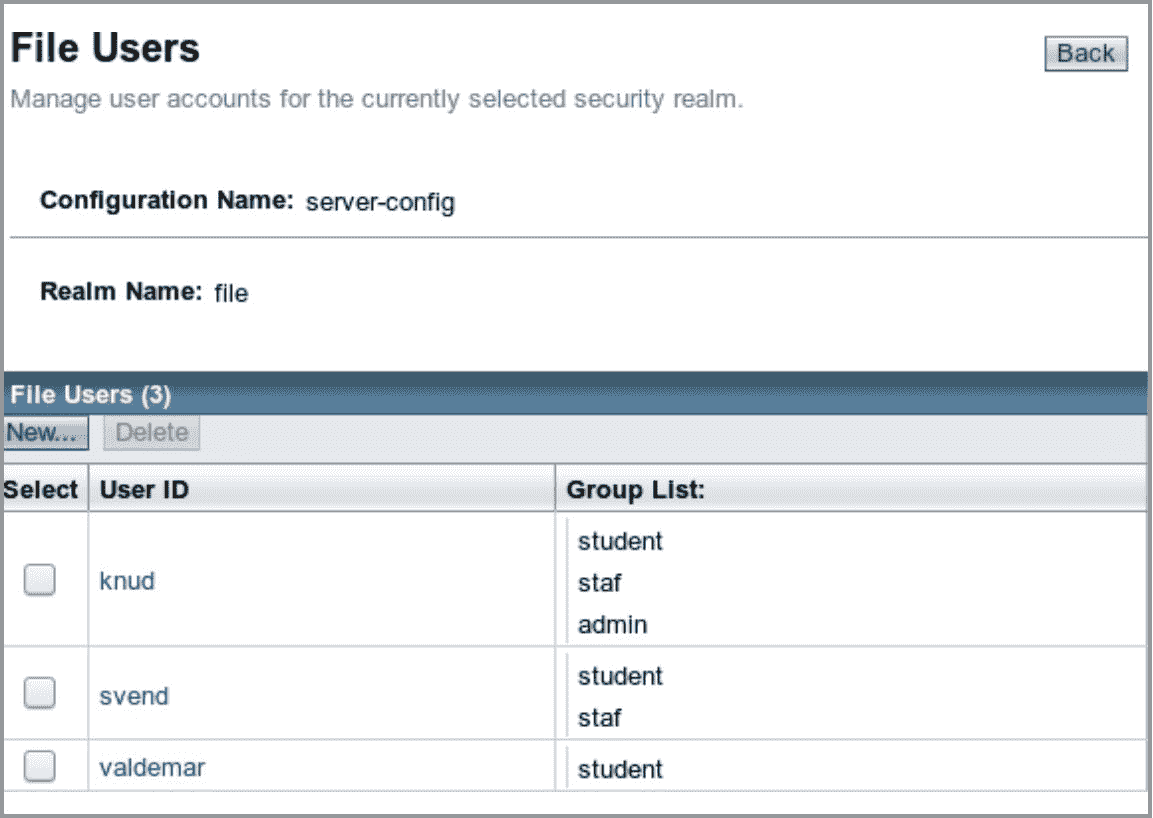 File Users
Back
Manage user accounts for the currently selected security realm.
Configuration Name: server-config
Realm Name: file
File Users (3)
New... Delete
Select User ID Group List:
knud
student
staf
admin
svend
student
staf
valdemar
student